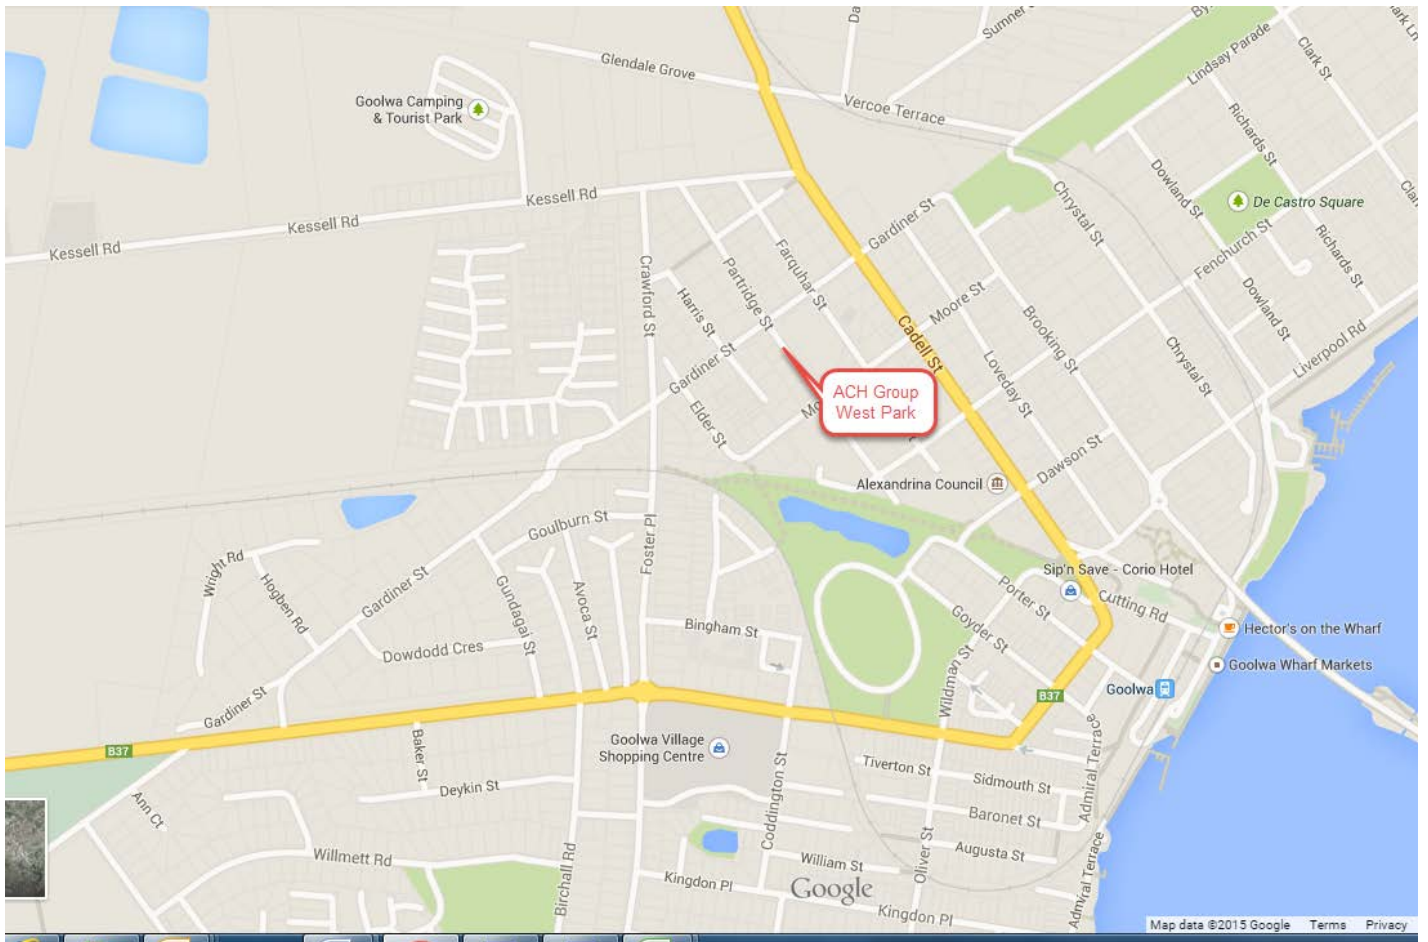 Da
Sumner
By
ark Ln
Glendale Grove
Lindsay Parade
Clark St
Goolwa Camping
& Tourist Park
Vercoe Terrace
Richards St
Dowland St
Kessell Rd
Kessell Rd
Kessell Rd
Chrystal St
De Castro Square
Clar
Gardiner St
Fenchurch St
Richards St
Crawford St
Partridge St
Farquhar St
Harris St
Moore St
Dowland St
Cadell St
Brooking St
Liverpool Rd
Gardiner St
Loveday St
Chrystal St
ACH Group
West Park
Mo
Elder St
Dawson St
Alexandrina Council
Goulburn St
Foster Pl
Wright Rd
Hogben Rd
Gardiner St
Gundagai St
Avoca St
Sip'n Save - Corio Hotel
Porter St
Cutting Rd
Goyder St
Bingham St
Hector's on the Wharf
Dowdodd Cres
Goolwa Wharf Markets
Wildman St
Goolwa
B37
Gardiner St
B37
Baker St
Goolwa Village
Shopping Centre
Tiverton St
Sidmouth St
Admiral Terrace
Deykin St
Coddington St
Ann Ct
Baronet St
Oliver St
Augusta St
Willmett Rd
Birchall Rd
William St
Kingdon Pl
Google
Kingdon Pl
Admiral Terrace
Map data ©2015 Google Terms Privacy